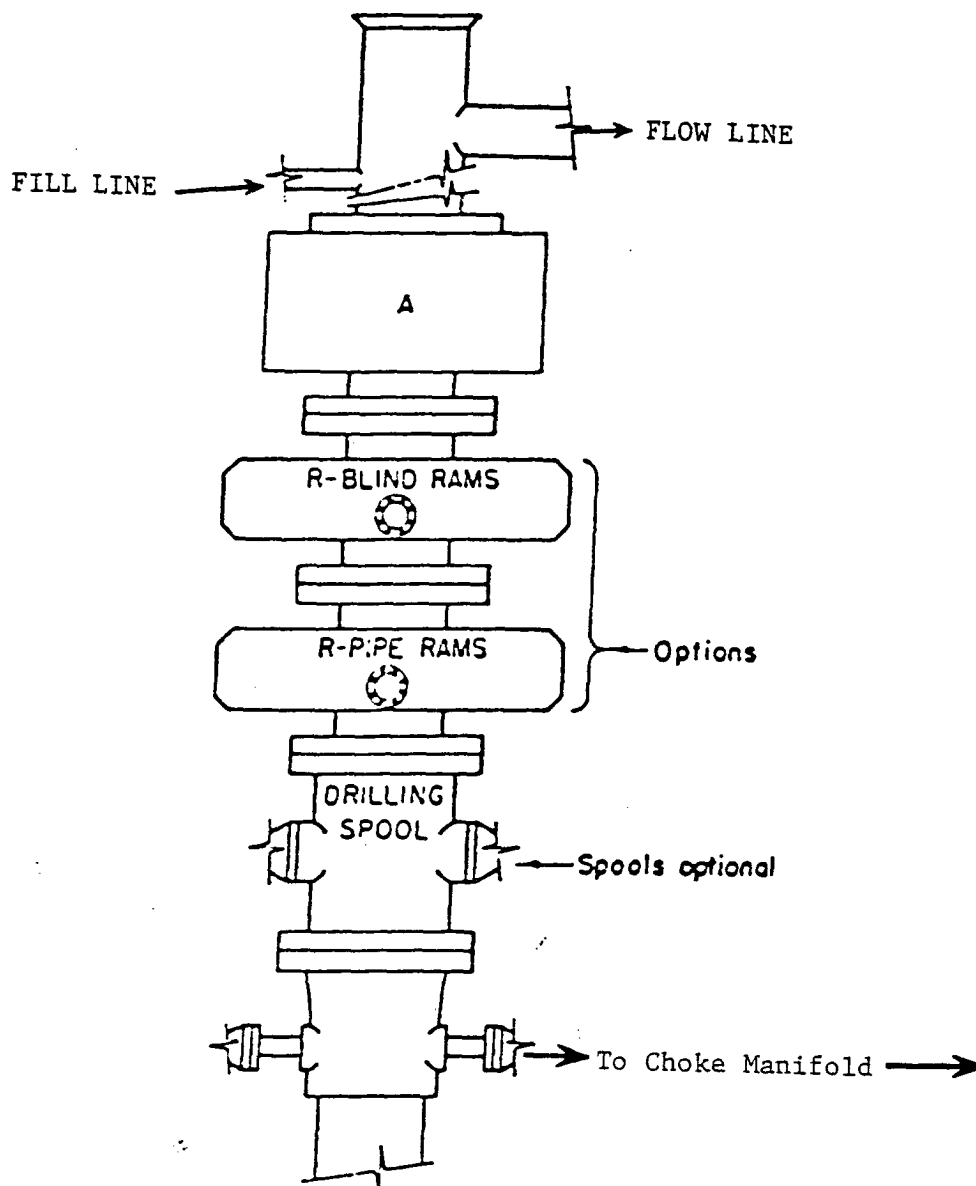 FLOW LINE
FILL LINE
A
R-BLIND RAMS
R-PIPE RAMS
Options
DRILLING
SPOOL
Spools optional
To Choke Manifold